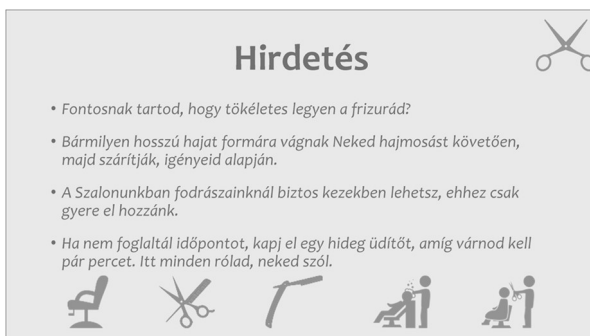 Hirdetés
• Fontosnak tartod, hogy tökéletes legyen a frizurád?
• Bármilyen hosszú hajat formára vágnak Neked hajmosást követően,
majd szárítják, igényeid alapján.
• A Szalonunkban fodrászainknál biztos kezekben lehetsz, ehhez csak
gyere el hozzánk.
• Ha nem foglaltál időpontot, kapj el egy hideg üdítőt, amíg várnod kell
pár percet. Itt minden rólad, neked szól.